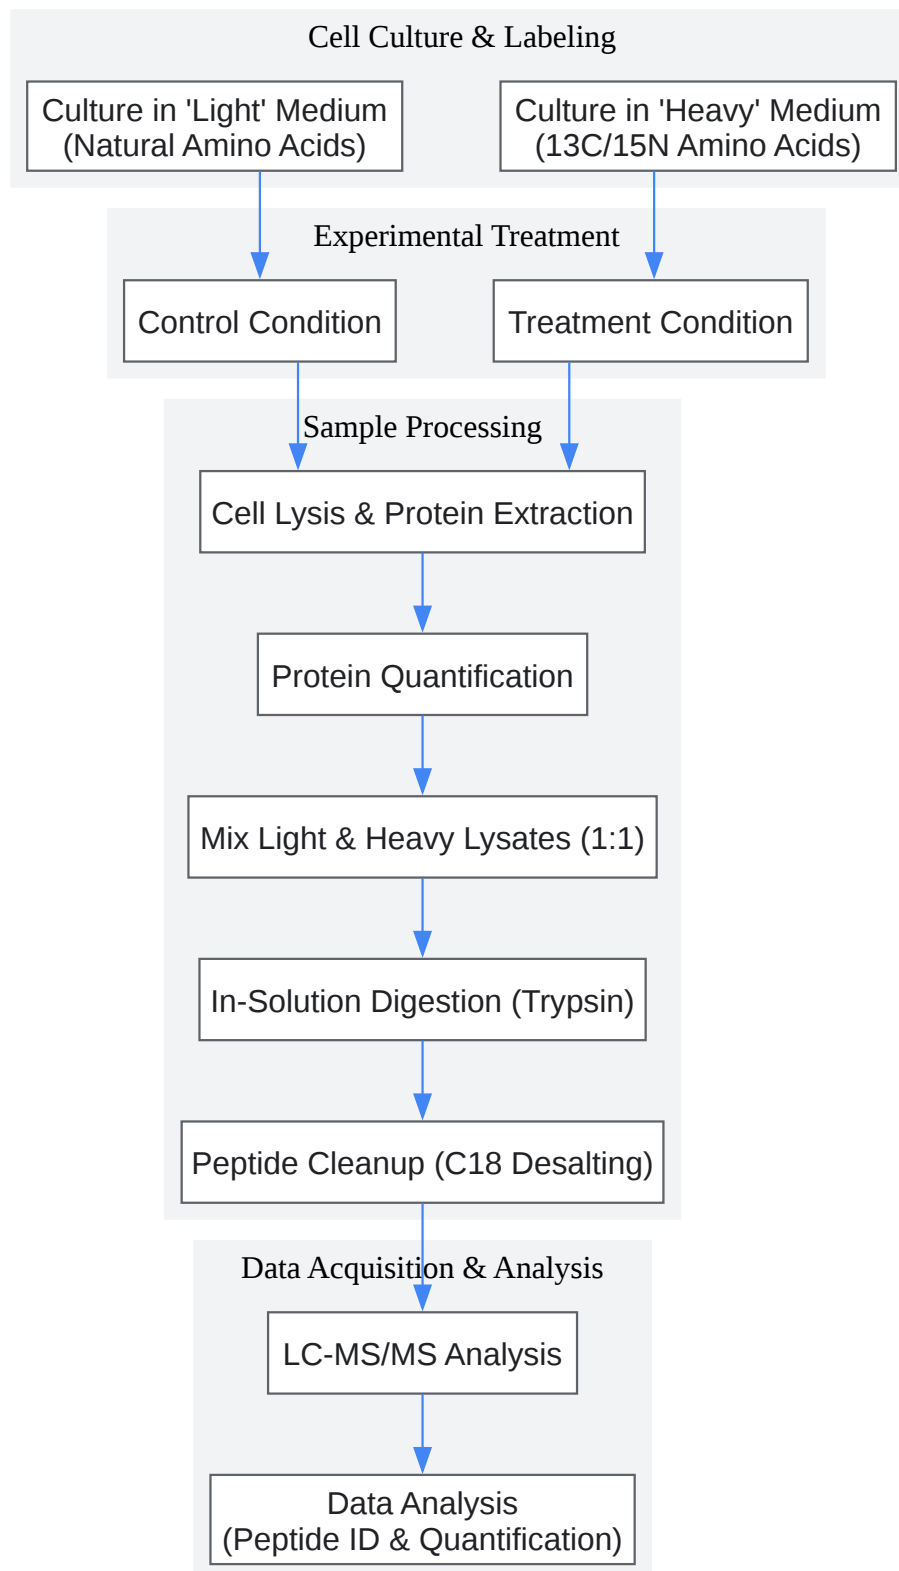 Cell Culture & Labeling
Culture in 'Light' Medium
(Natural Amino Acids)
Culture in 'Heavy' Medium
(13C/15N Amino Acids)
Experimental Treatment
Control Condition
Treatment Condition
Sample Processing
Cell Lysis & Protein Extraction
Protein Quantification
Mix Light & Heavy Lysates (1:1)
In-Solution Digestion (Trypsin)
Peptide Cleanup (C18 Desalting)
Data Acquisition & Analysis
LC-MS/MS Analysis
Data Analysis
(Peptide ID & Quantification)